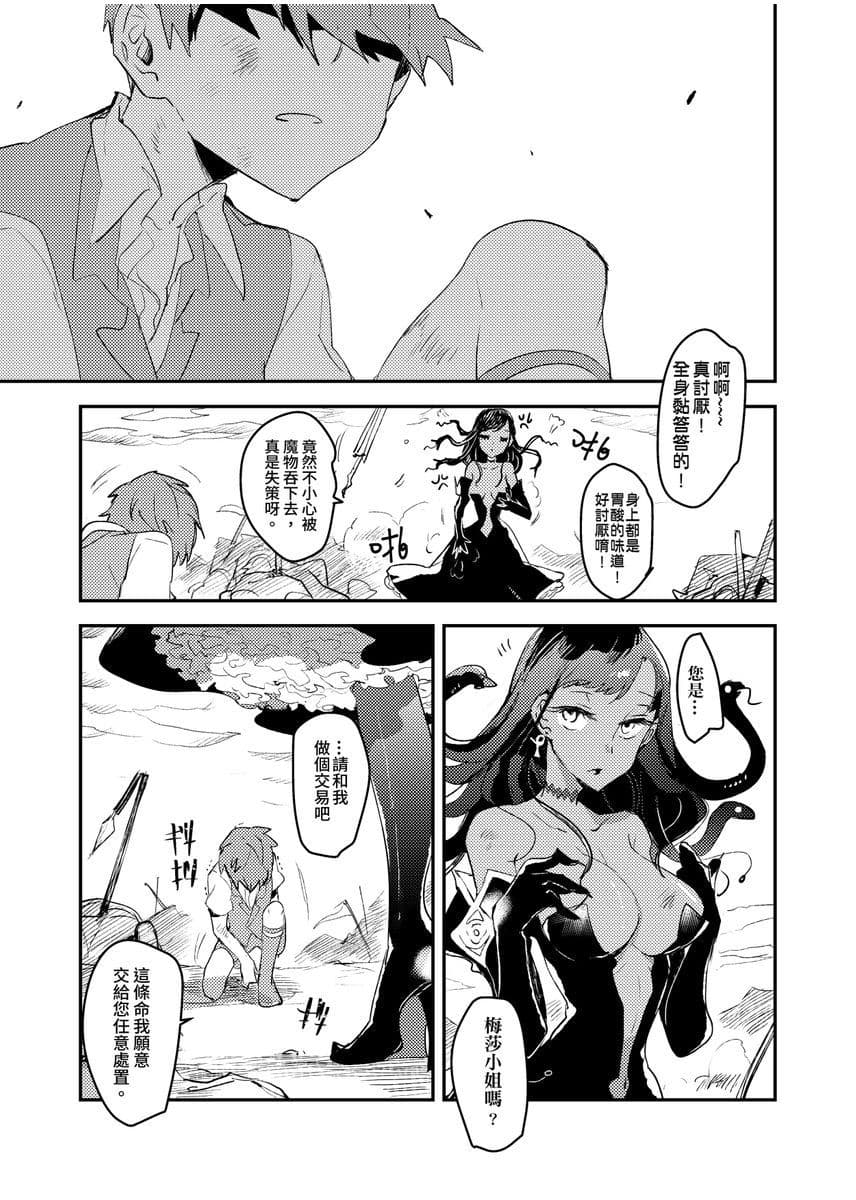 啊啊~~~
真討厭！
全身黏答答的！
身上都是
胃酸的味道！
好討厭唷！
竟然不小心被
魔物吞下去，
真是失策呀。
您是…
梅莎小姐嗎？
…請和我
做個交易吧
這條命我願意
交給您任意處置。